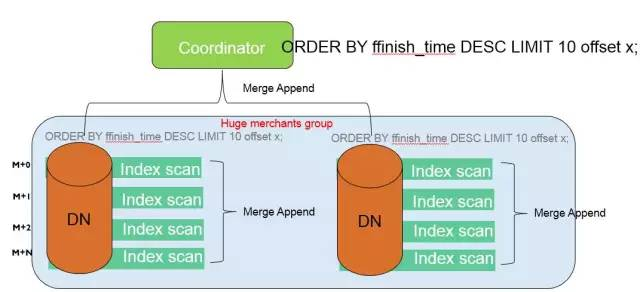 Coordinator
ORDER BY ffinish_time DESC LIMIT 10 offset x;
Merge Append
Huge merchants group
ORDER BY ffinish_time DESC LIMIT 10 offset x;
ORDER BY ffinish_time DESC LIMIT 10 offset x;
M+0
Index scan
Index scan
M+1
Index scan
Index scan
DN
Merge Append
DN
Merge Append
M+2
Index scan
Index scan
M+N
Index scan
Index scan